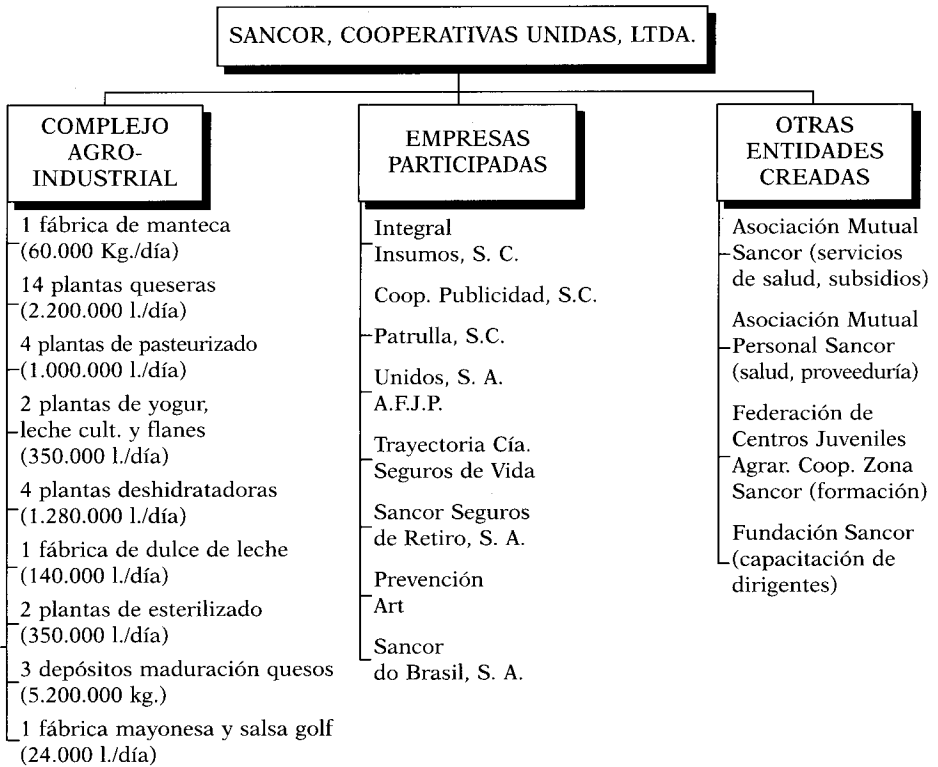 SANCOR, COOPERATIVAS UNIDAS, LTDA.
COMPLEJO
AGRO-
INDUSTRIAL
1 fábrica de manteca
(60.000 Kg./día)
14 plantas queseras
(2.200.000 l./día)
4 plantas de pasteurizado
(1.000.000 l./día)
2 plantas de yogur,
leche cult. y flanes
(350.000 l./día)
4 plantas deshidratadoras
(1.280.000 l./día)
1 fábrica de dulce de leche
(140.000 l./día)
2 plantas de esterilizado
(350.000 l./día)
3 depósitos maduración quesos
(5.200.000 kg.)
1 fábrica mayonesa y salsa golf
(24.000 l./día)
EMPRESAS
PARTICIPADAS
Integral
Insumos, S. C.
Coop. Publicidad, S.C.
Patrulla, S.C.
Unidos, S. A.
A.F.J.P.
Trayectoria Cía.
Seguros de Vida
Sancor Seguros
de Retiro, S. A.
Prevención
Art
Sancor
do Brasil, S. A.
OTRAS
ENTIDADES
CREADAS
Asociación Mutual
Sancor (servicios
de salud, subsidios)
Asociación Mutual
Personal Sancor
(salud, proveeduría)
Federación de
Centros Juveniles
Agrar. Coop. Zona
Sancor (formación)
Fundación Sancor
(capacitación de
dirigentes)